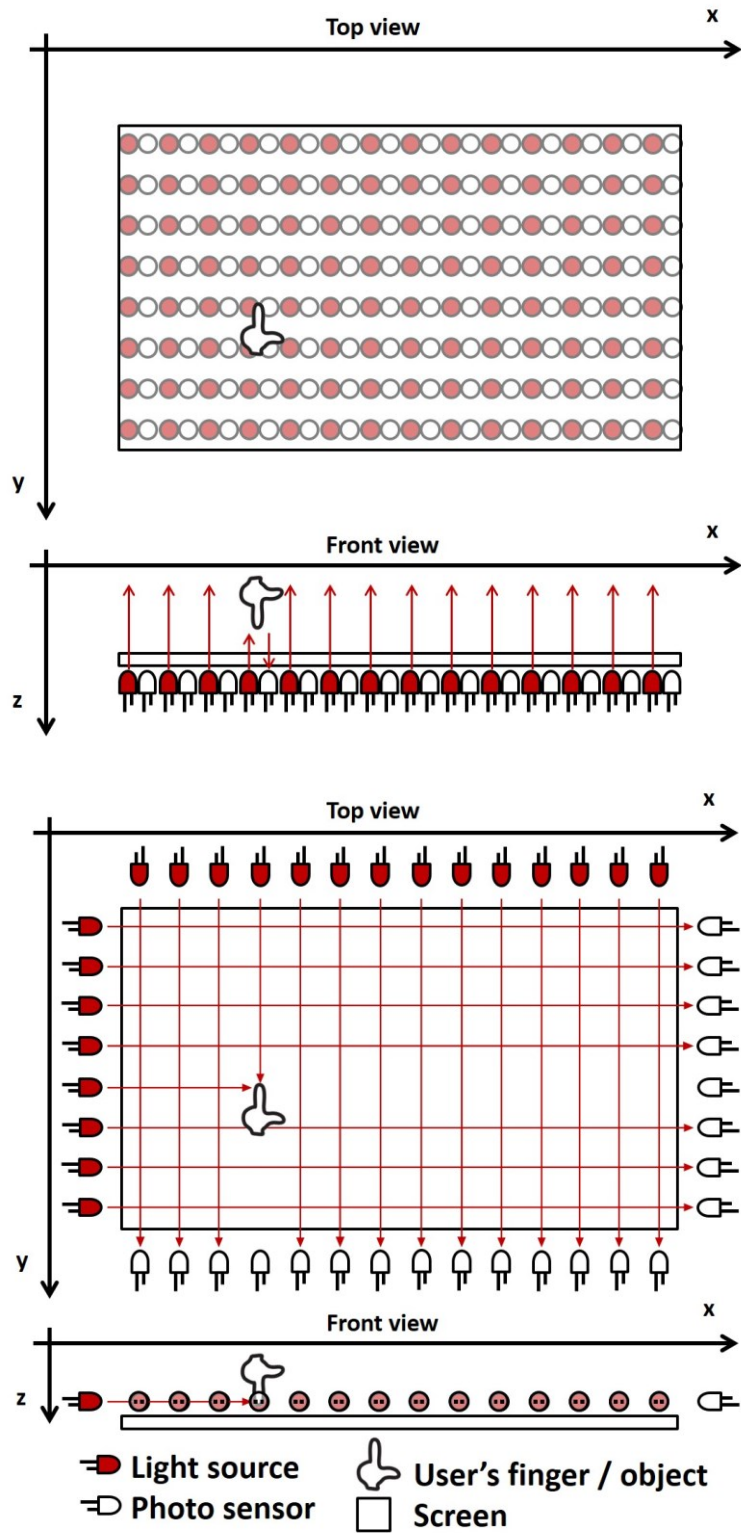 Top view
x
y
Front view
x
z
Top view
x
y
Front view
x
z
Light source
User's finger / object
Photo sensor
Screen